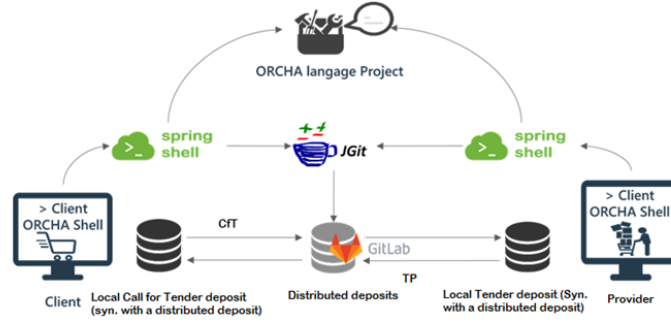 ORCHA langage Project
spring
shell
JGit
spring
shell
> Client
ORCHA Shell
CfT
GitLab
> Client
ORCHA Shell
TP
Client
Local Call for Tender deposit
(syn. with a distributed deposit)
Distributed deposits
Local Tender deposit (Syn.
with a distributed deposit)
Provider